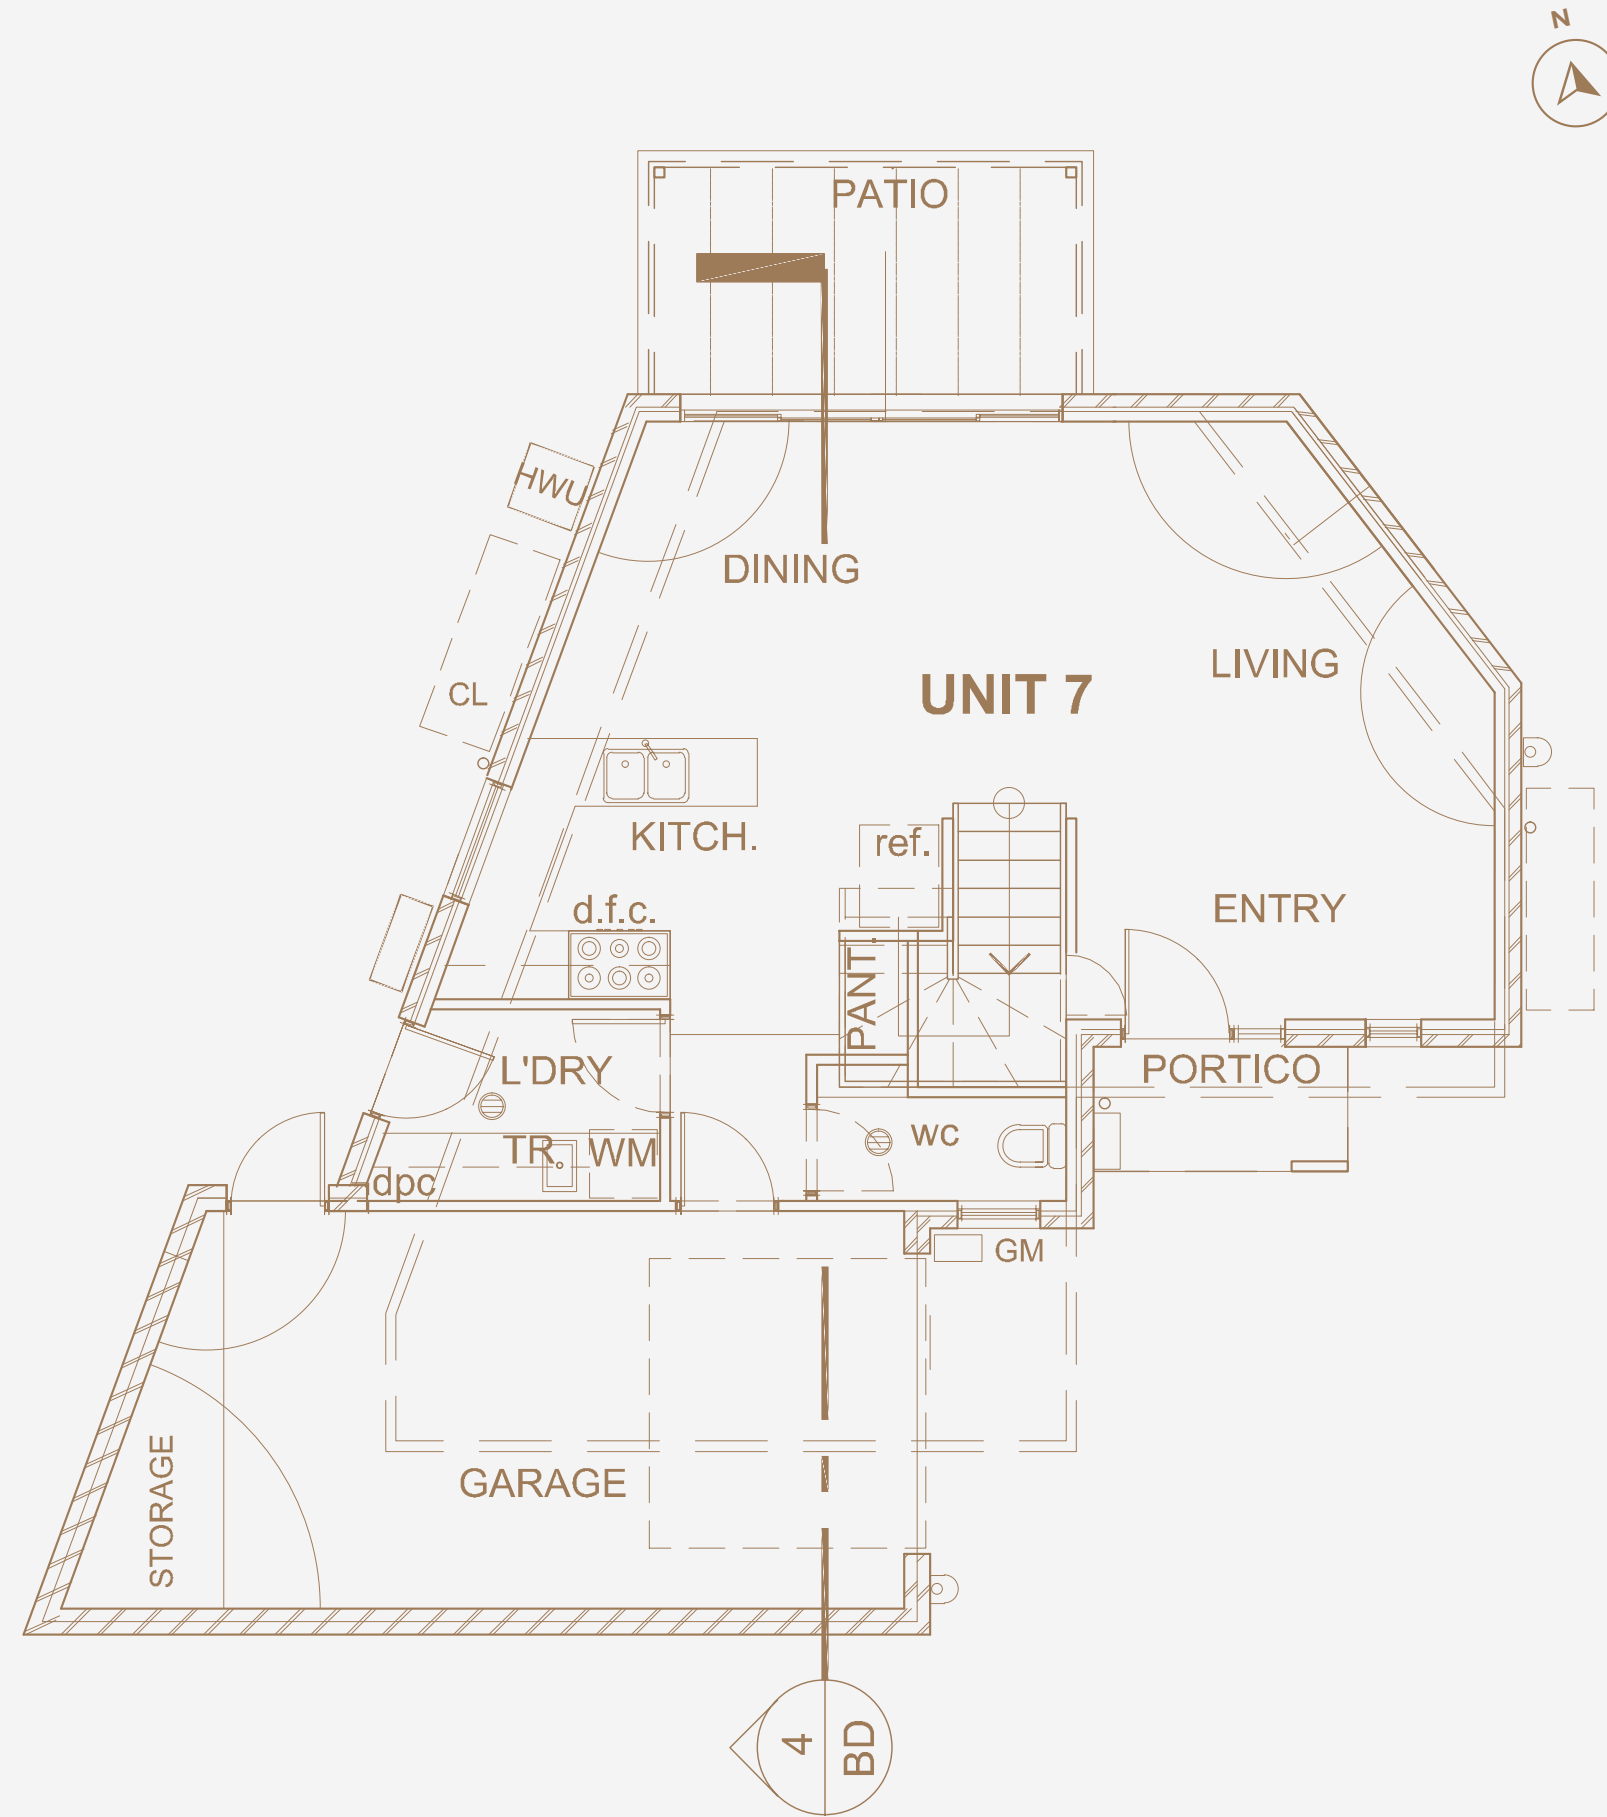 N
PATIO
HWU
DINING
LIVING
CL
UNIT 7
KITCH.
ref.
d.f.c.
ENTRY
PANT.
L'DRY
PORTICO
TR
WM
wc
dpc
GM
GARAGE
STORAGE
4
BD